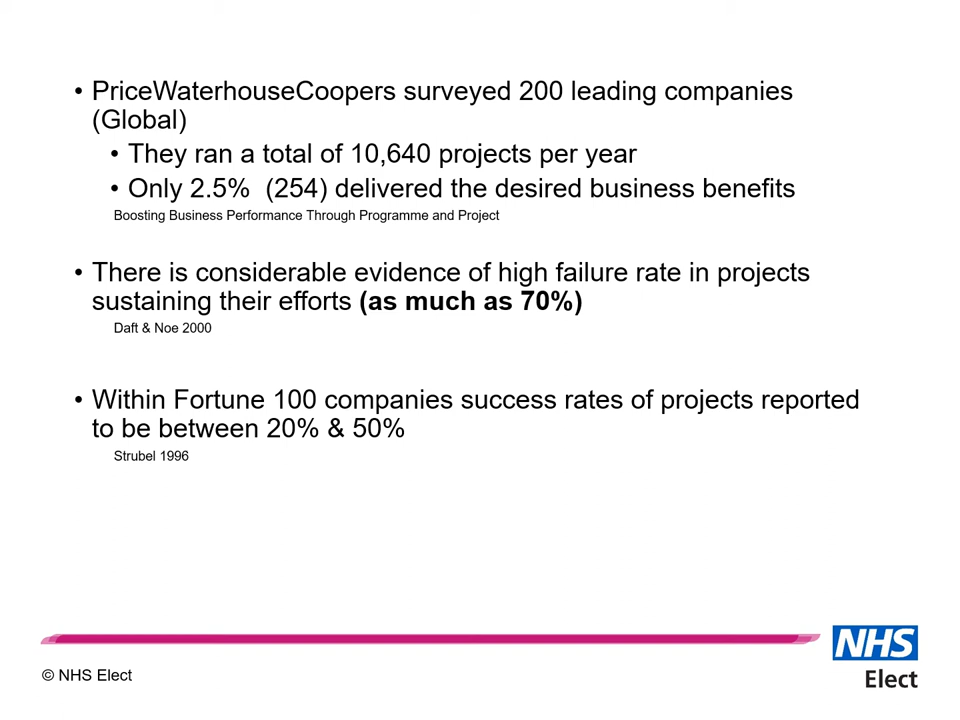 • PriceWaterhouseCoopers surveyed 200 leading companies
(Global)
• They ran a total of 10,640 projects per year
• Only 2.5%  (254) delivered the desired business benefits
Boosting Business Performance Through Programme and Project
• There is considerable evidence of high failure rate in projects
sustaining their efforts (as much as 70%)
Daft & Noe 2000
• Within Fortune 100 companies success rates of projects reported
to be between 20% & 50%
Strubel 1996
© NHS Elect
NHS
Elect